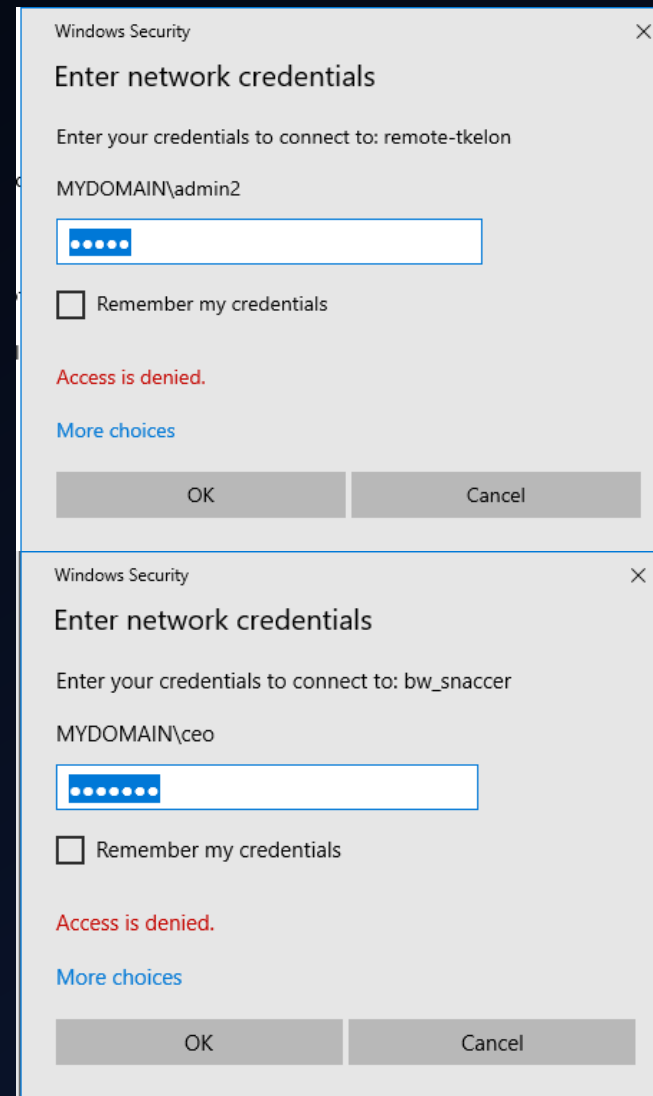 Windows Security
Enter network credentials
Enter your credentials to connect to: remote-tkelon
MYDOMAIN\admin2
•••••
Remember my credentials
Access is denied.
More choices
OK Cancel
Windows Security
Enter network credentials
Enter your credentials to connect to: bw_snaccer
MYDOMAIN\ceo
•••••••
Remember my credentials
Access is denied.
More choices
OK Cancel